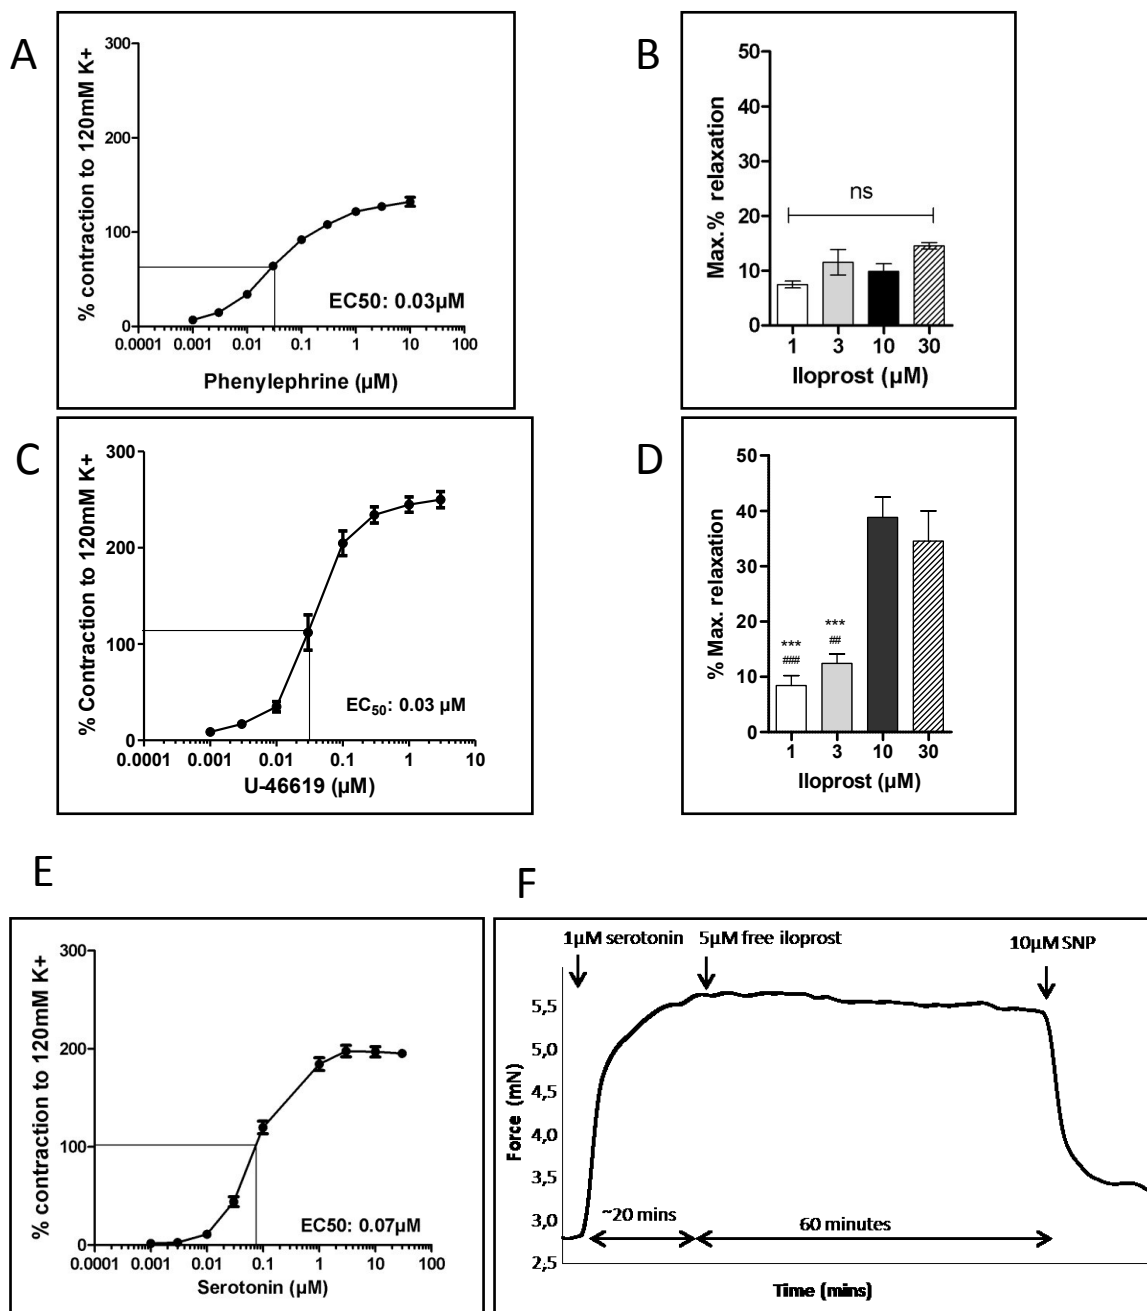 A
% contraction to 120mM K+
300
200
100
0
0.0001 0.001 0.01 0.1 1 10 100
EC50: 0.03µM
Phenylephrine (µM)
B
Max.% relaxation
50
40
30
20
10
0
ns
1 3 10 30
Iloprost (µM)
C
% Contraction to 120mM K+
300
200
100
0
0.0001 0.001 0.01 0.1 1 10
EC50: 0.03 µM
U-46619 (µM)
D
% Max. relaxation
50
40
30
20
10
0
*** ***
### ##
1 3 10 30
Iloprost (µM)
E
% contraction to 120mM K+
300
200
100
0
0.0001 0.001 0.01 0.1 1 10 100
EC50: 0.07µM
Serotonin (µM)
F
1µM serotonin 5µM free iloprost 10µM SNP
Force (mN)
5,5
5,0
4,5
4,0
3,5
3,0
2,5
~20 mins 60 minutes
Time (mins)